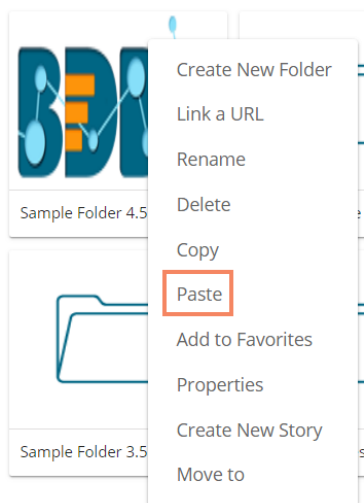 BDB
Create New Folder
Link a URL
Rename
Sample Folder 4.5
Delete
Copy
Paste
Add to Favorites
Properties
Create New Story
Sample Folder 3.5
Move to